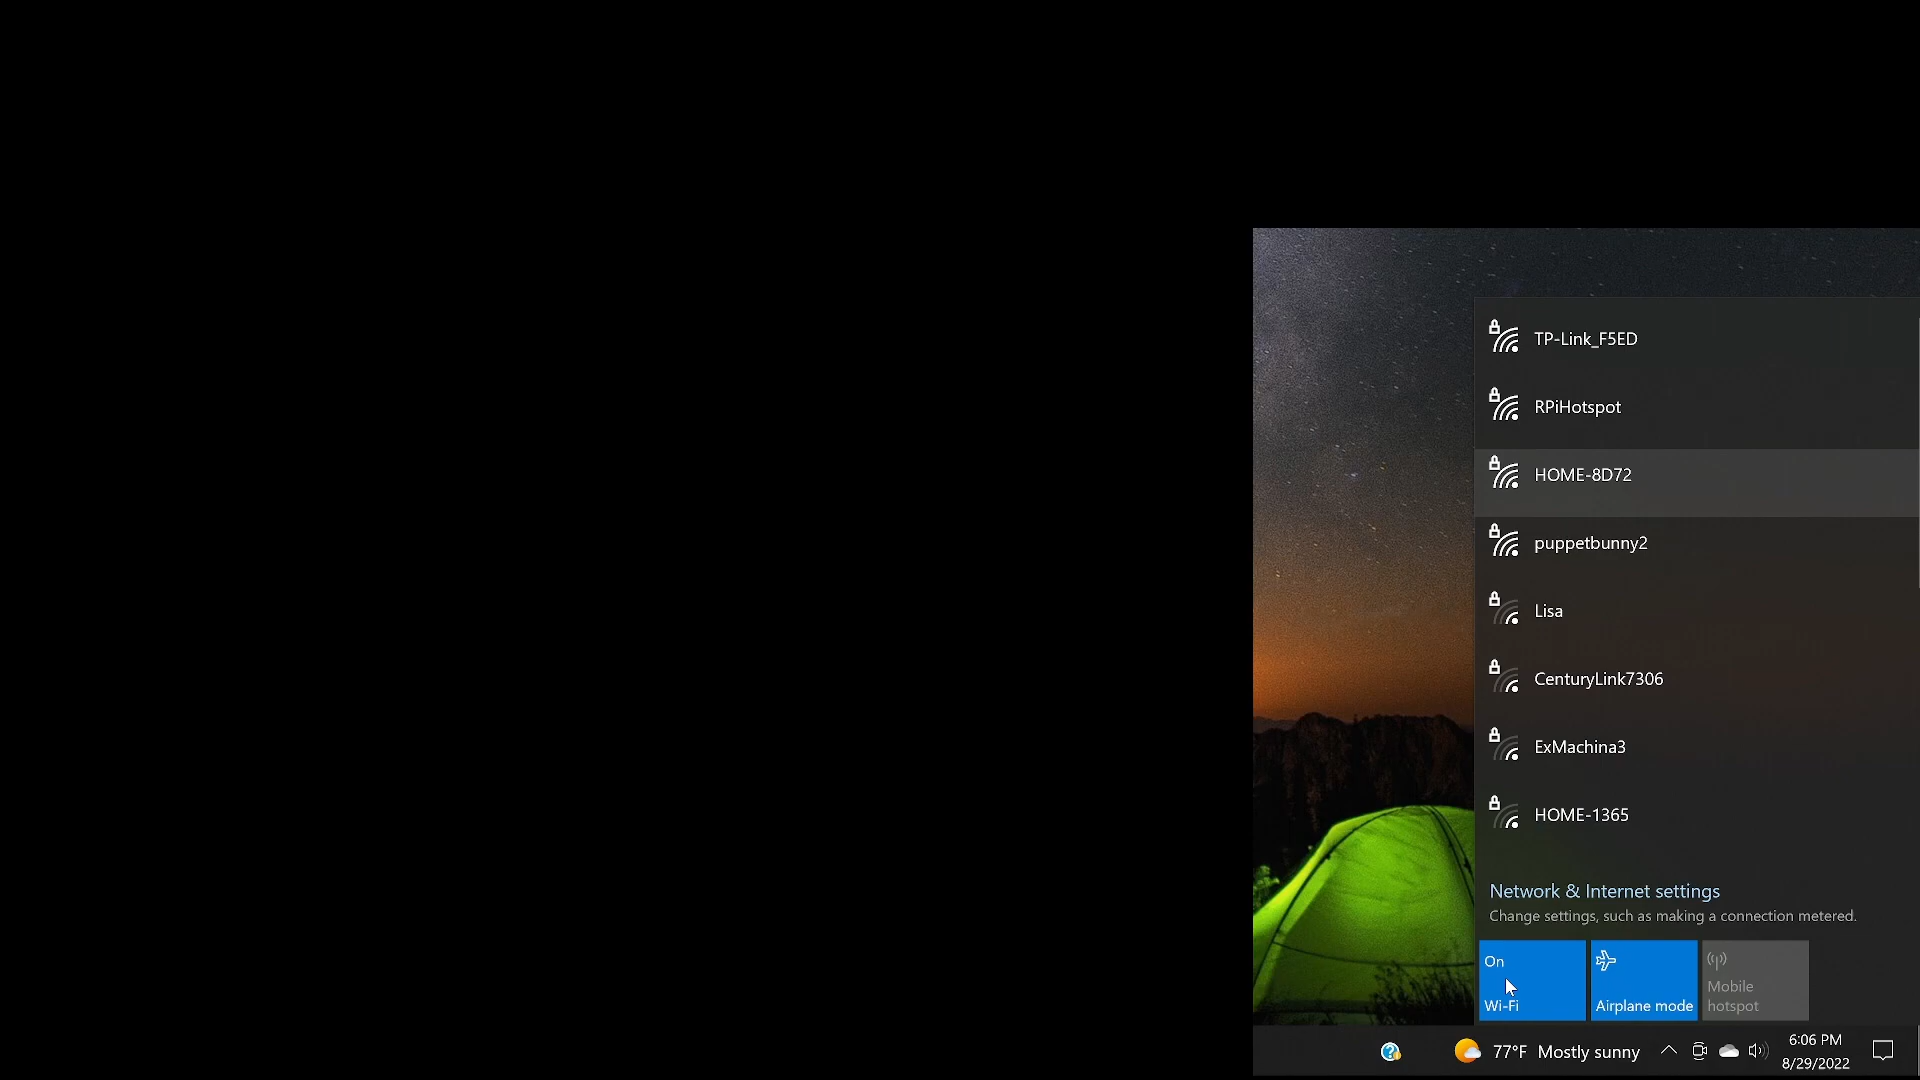 TP-Link_F5ED
RPiHotspot
HOME-8D72
puppetbunny2
Lisa
CenturyLink7306
ExMachina3
HOME-1365
Network & Internet settings
Change settings, such as making a connection metered.
On
Wi-Fi
Airplane mode
Mobile
hotspot
77°F Mostly sunny
6:06 PM
8/29/2022